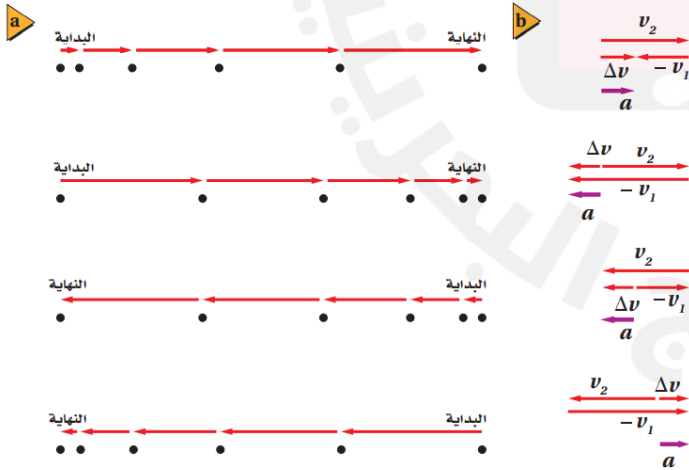 a
البداية النهاية
البداية النهاية
النهاية البداية
النهاية البداية
b
v₂
Δv − v₁
a
Δv v₂
− v₁
a
v₂
Δv −v₁
a
v₂ Δv
− v₁
a